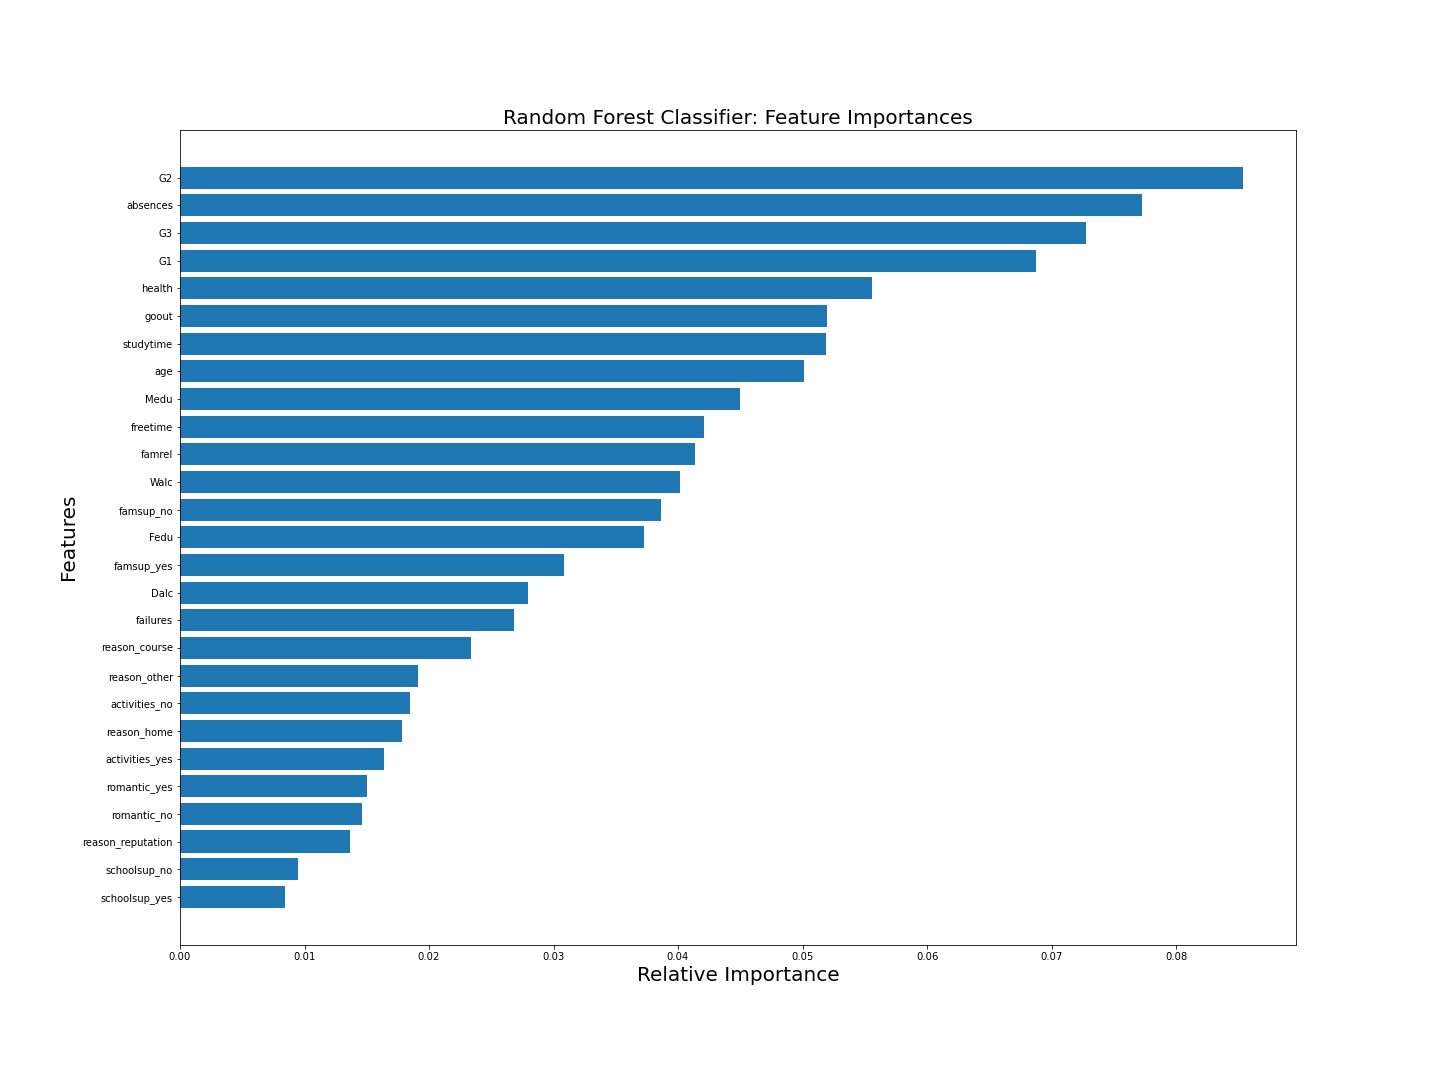 Random Forest Classifier: Feature Importances
G2
absences
G3
G1
health
goout
studytime
age
Medu
freetime
famrel
Walc
famsup_no
Fedu
famsup_yes
Dalc
failures
reason_course
reason_other
activities_no
reason_home
activities_yes
romantic_yes
romantic_no
reason_reputation
schoolsup_no
schoolsup_yes
Features
0.00 0.01 0.02 0.03 0.04 0.05 0.06 0.07 0.08
Relative Importance